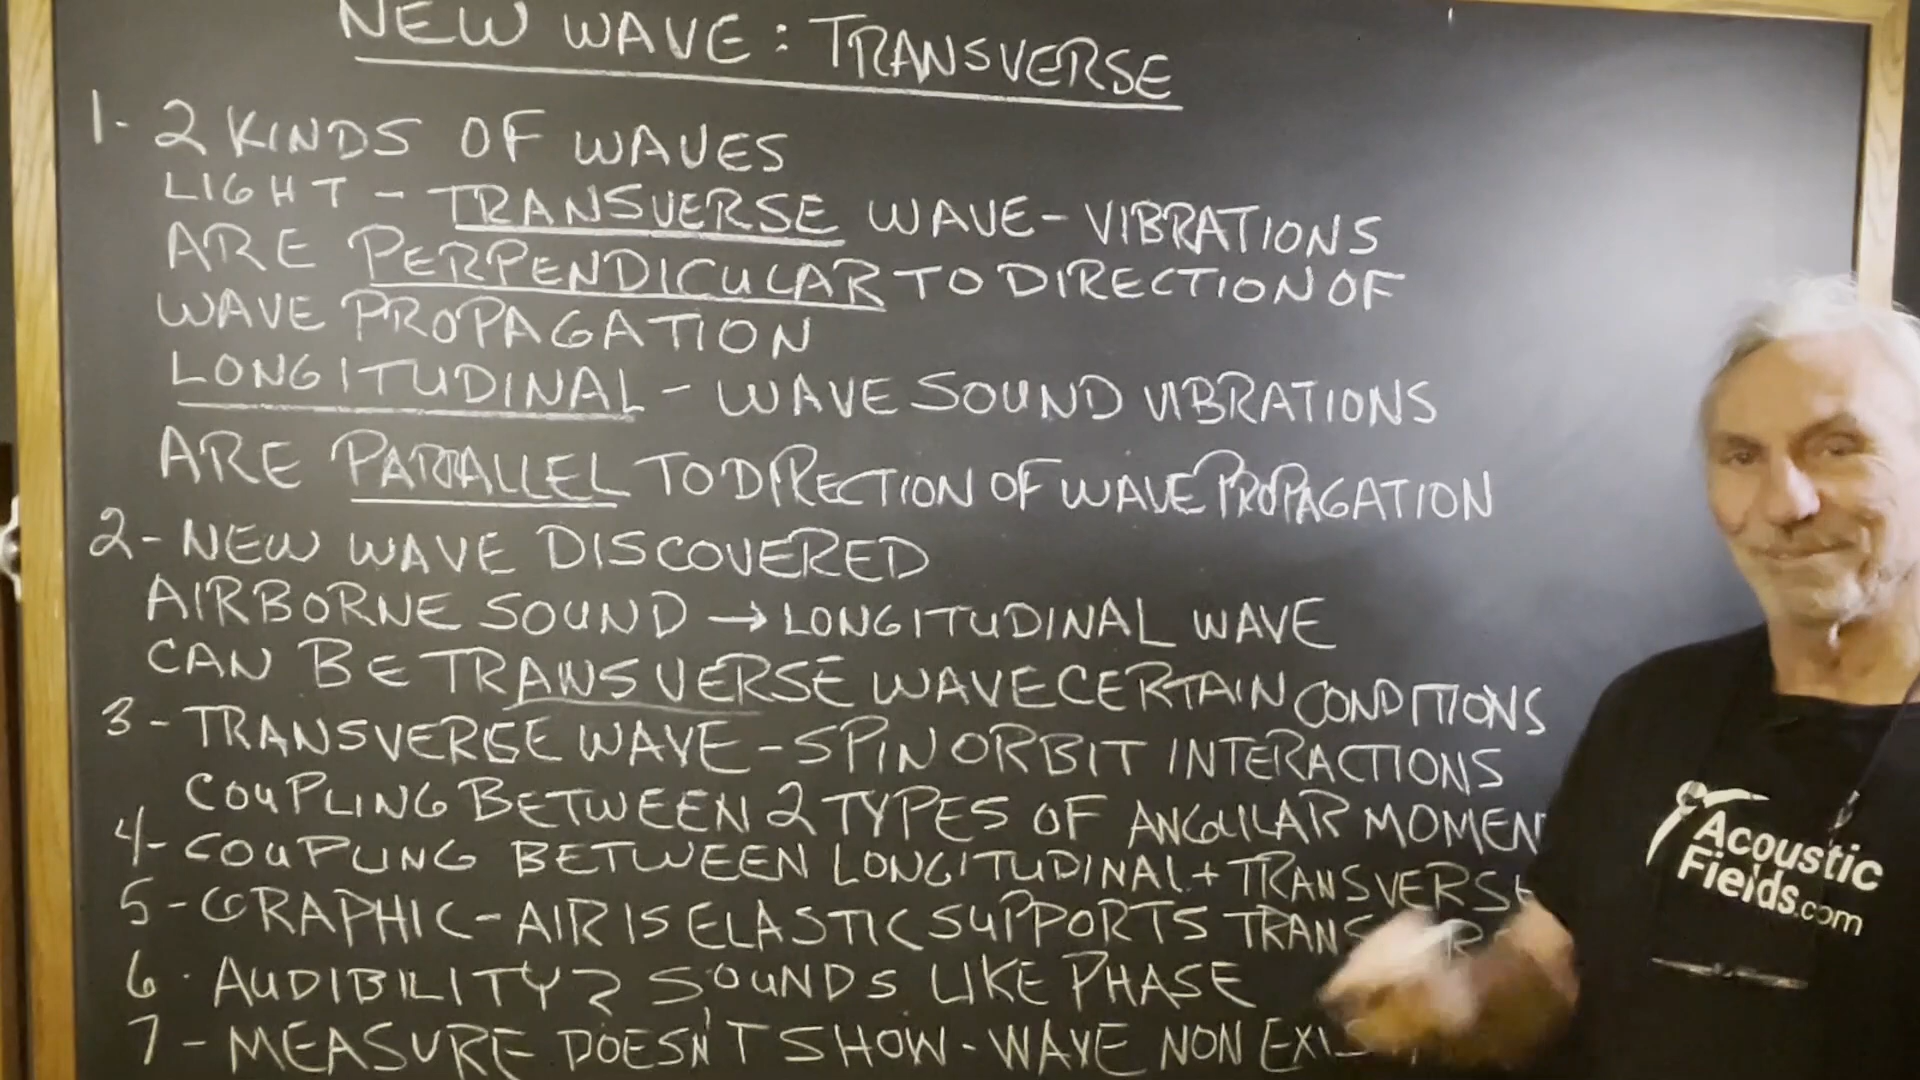 NEW WAVE: TRANSVERSE
1- 2 KINDS OF WAVES
LIGHT - TRANSVERSE WAVE - VIBRATIONS
ARE PERPENDICULAR TO DIRECTION OF
WAVE PROPAGATION
LONGITUDINAL - WAVE SOUND VIBRATIONS
ARE PARALLEL TO DIRECTION OF WAVE PROPAGATION
2 - NEW WAVE DISCOVERED
AIRBORNE SOUND → LONGITUDINAL WAVE
CAN BE TRANSVERSE WAVE CERTAIN CONDITIONS
3 - TRANSVERSE WAVE - SPIN ORBIT INTERACTIONS
COUPLING BETWEEN 2 TYPES OF ANGULAR MOMEN
4- COUPLING BETWEEN LONGITUDINAL + TRANSVERSE
5 - GRAPHIC - AIR IS ELASTIC SUPPORTS TRANS
6 · AUDIBILITY? SOUNDS LIKE PHASE
7 - MEASURE DOESN'T SHOW - WAVE NON EXIS
Acoustic
Fields.com